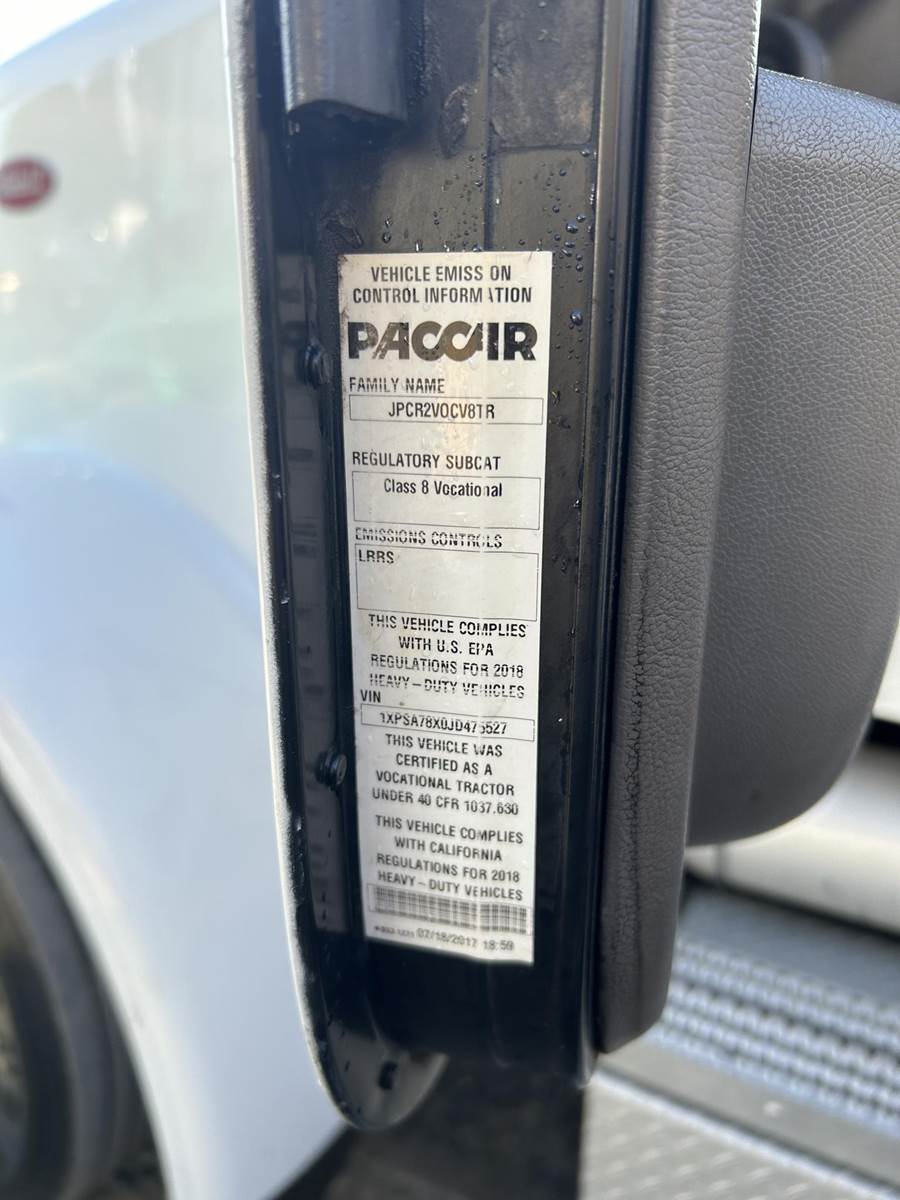 VEHICLE EMISSION
CONTROL INFORMATION
PACCAR
FAMILY NAME
JPCR2VOCV8TR
REGULATORY SUBCAT
Class 8 Vocational
EMISSIONS CONTROLS
LRRS
THIS VEHICLE COMPLIES
WITH U.S. EPA
REGULATIONS FOR 2018
HEAVY-DUTY VEHICLES
VIN
THIS VEHICLE WAS
CERTIFIED AS A
VOCATIONAL TRACTOR
UNDER 40 CFR 1037.630
THIS VEHICLE COMPLIES
WITH CALIFORNIA
REGULATIONS FOR 2018
HEAVY-DUTY VEHICLES
07/18/2017 18:59